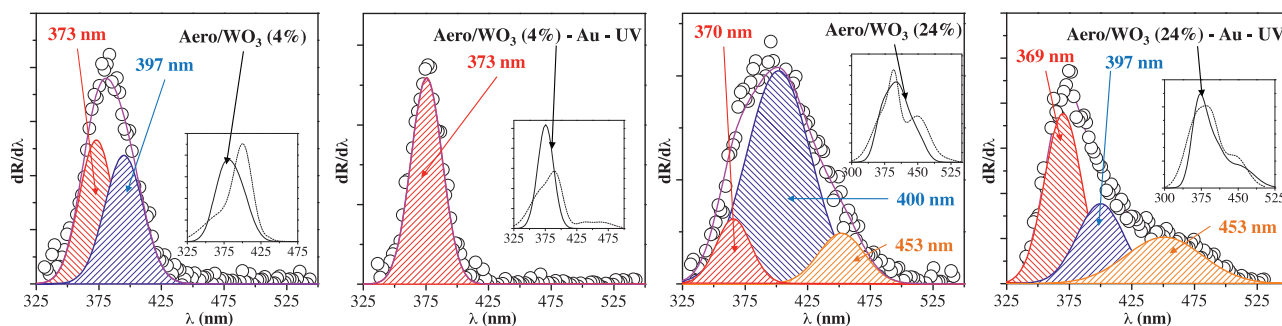 dR/dλ
373 nm
397 nm
Aero/WO₃ (4%)
325 375 425 475
325 375 425 475
λ (nm)
dR/dλ
Aero/WO₃ (4%) - Au - UV
373 nm
325 375 425 475
325 375 425 475
λ (nm)
dR/dλ
370 nm
Aero/WO₃ (24%)
300 375 450 525
400 nm
453 nm
325 375 425 475
λ (nm)
dR/dλ
Aero/WO₃ (24%) - Au - UV
369 nm
397 nm
300 375 450 525
453 nm
325 375 425 475 525
λ (nm)